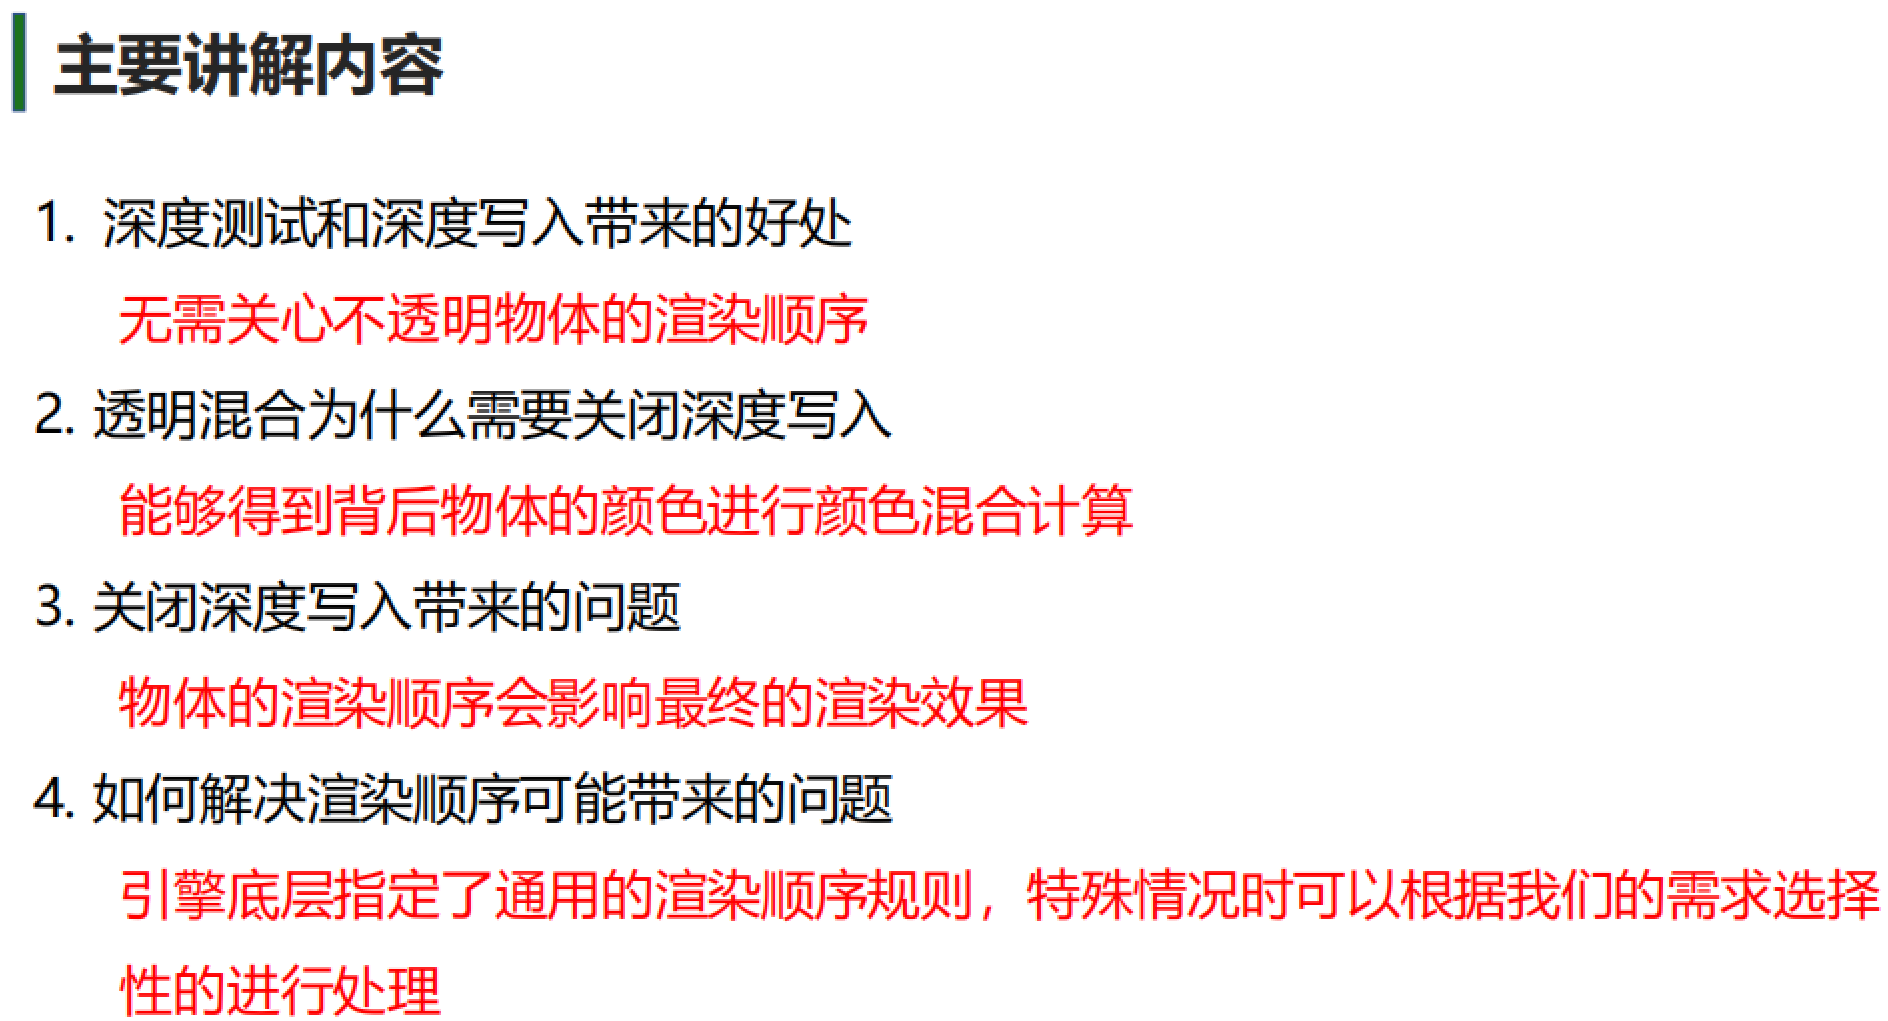 主要讲解内容
1. 深度测试和深度写入带来的好处
无需关心不透明物体的渲染顺序
2. 透明混合为什么需要关闭深度写入
能够得到背后物体的颜色进行颜色混合计算
3. 关闭深度写入带来的问题
物体的渲染顺序会影响最终的渲染效果
4. 如何解决渲染顺序可能带来的问题
引擎底层指定了通用的渲染顺序规则，特殊情况时可以根据我们的需求选择
性的进行处理